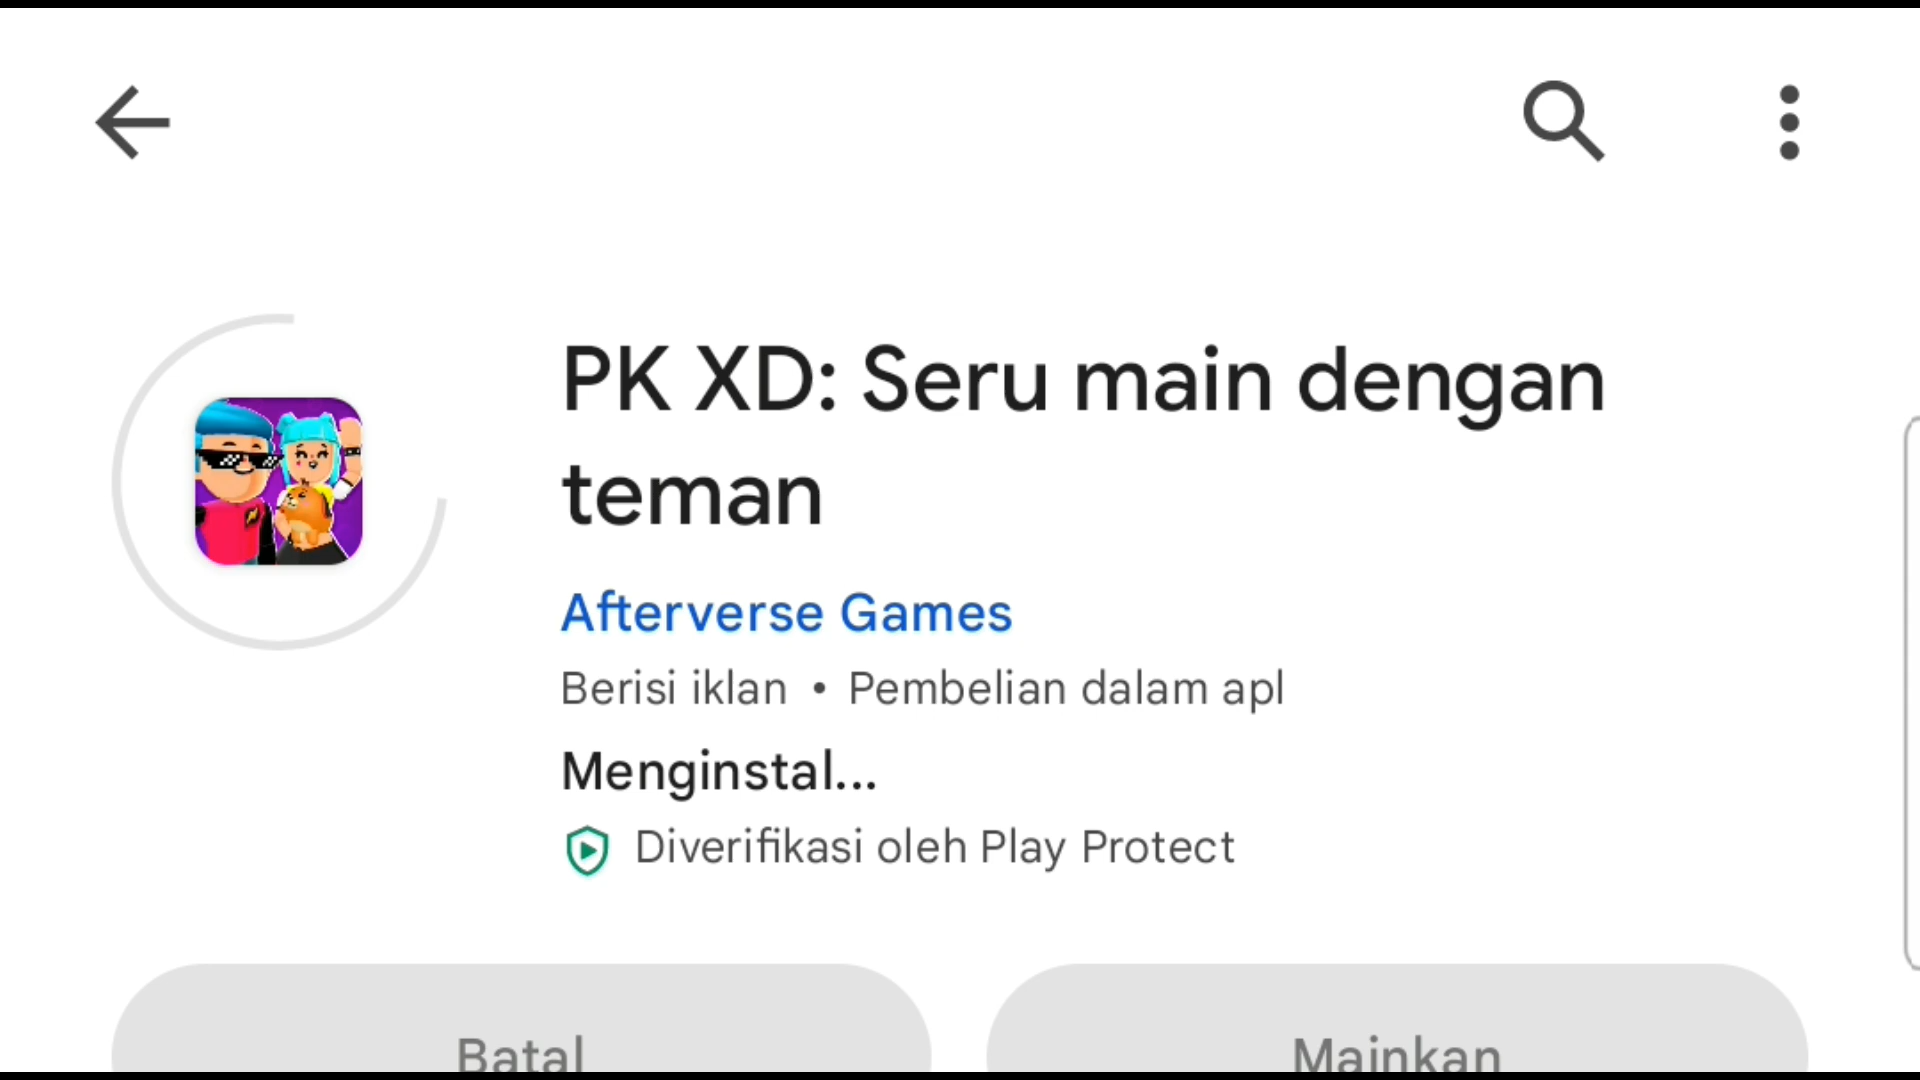 PK XD: Seru main dengan
teman
Afterverse Games
Berisi iklan • Pembelian dalam apl
Menginstal...
Diverifikasi oleh Play Protect
Batal
Mainkan